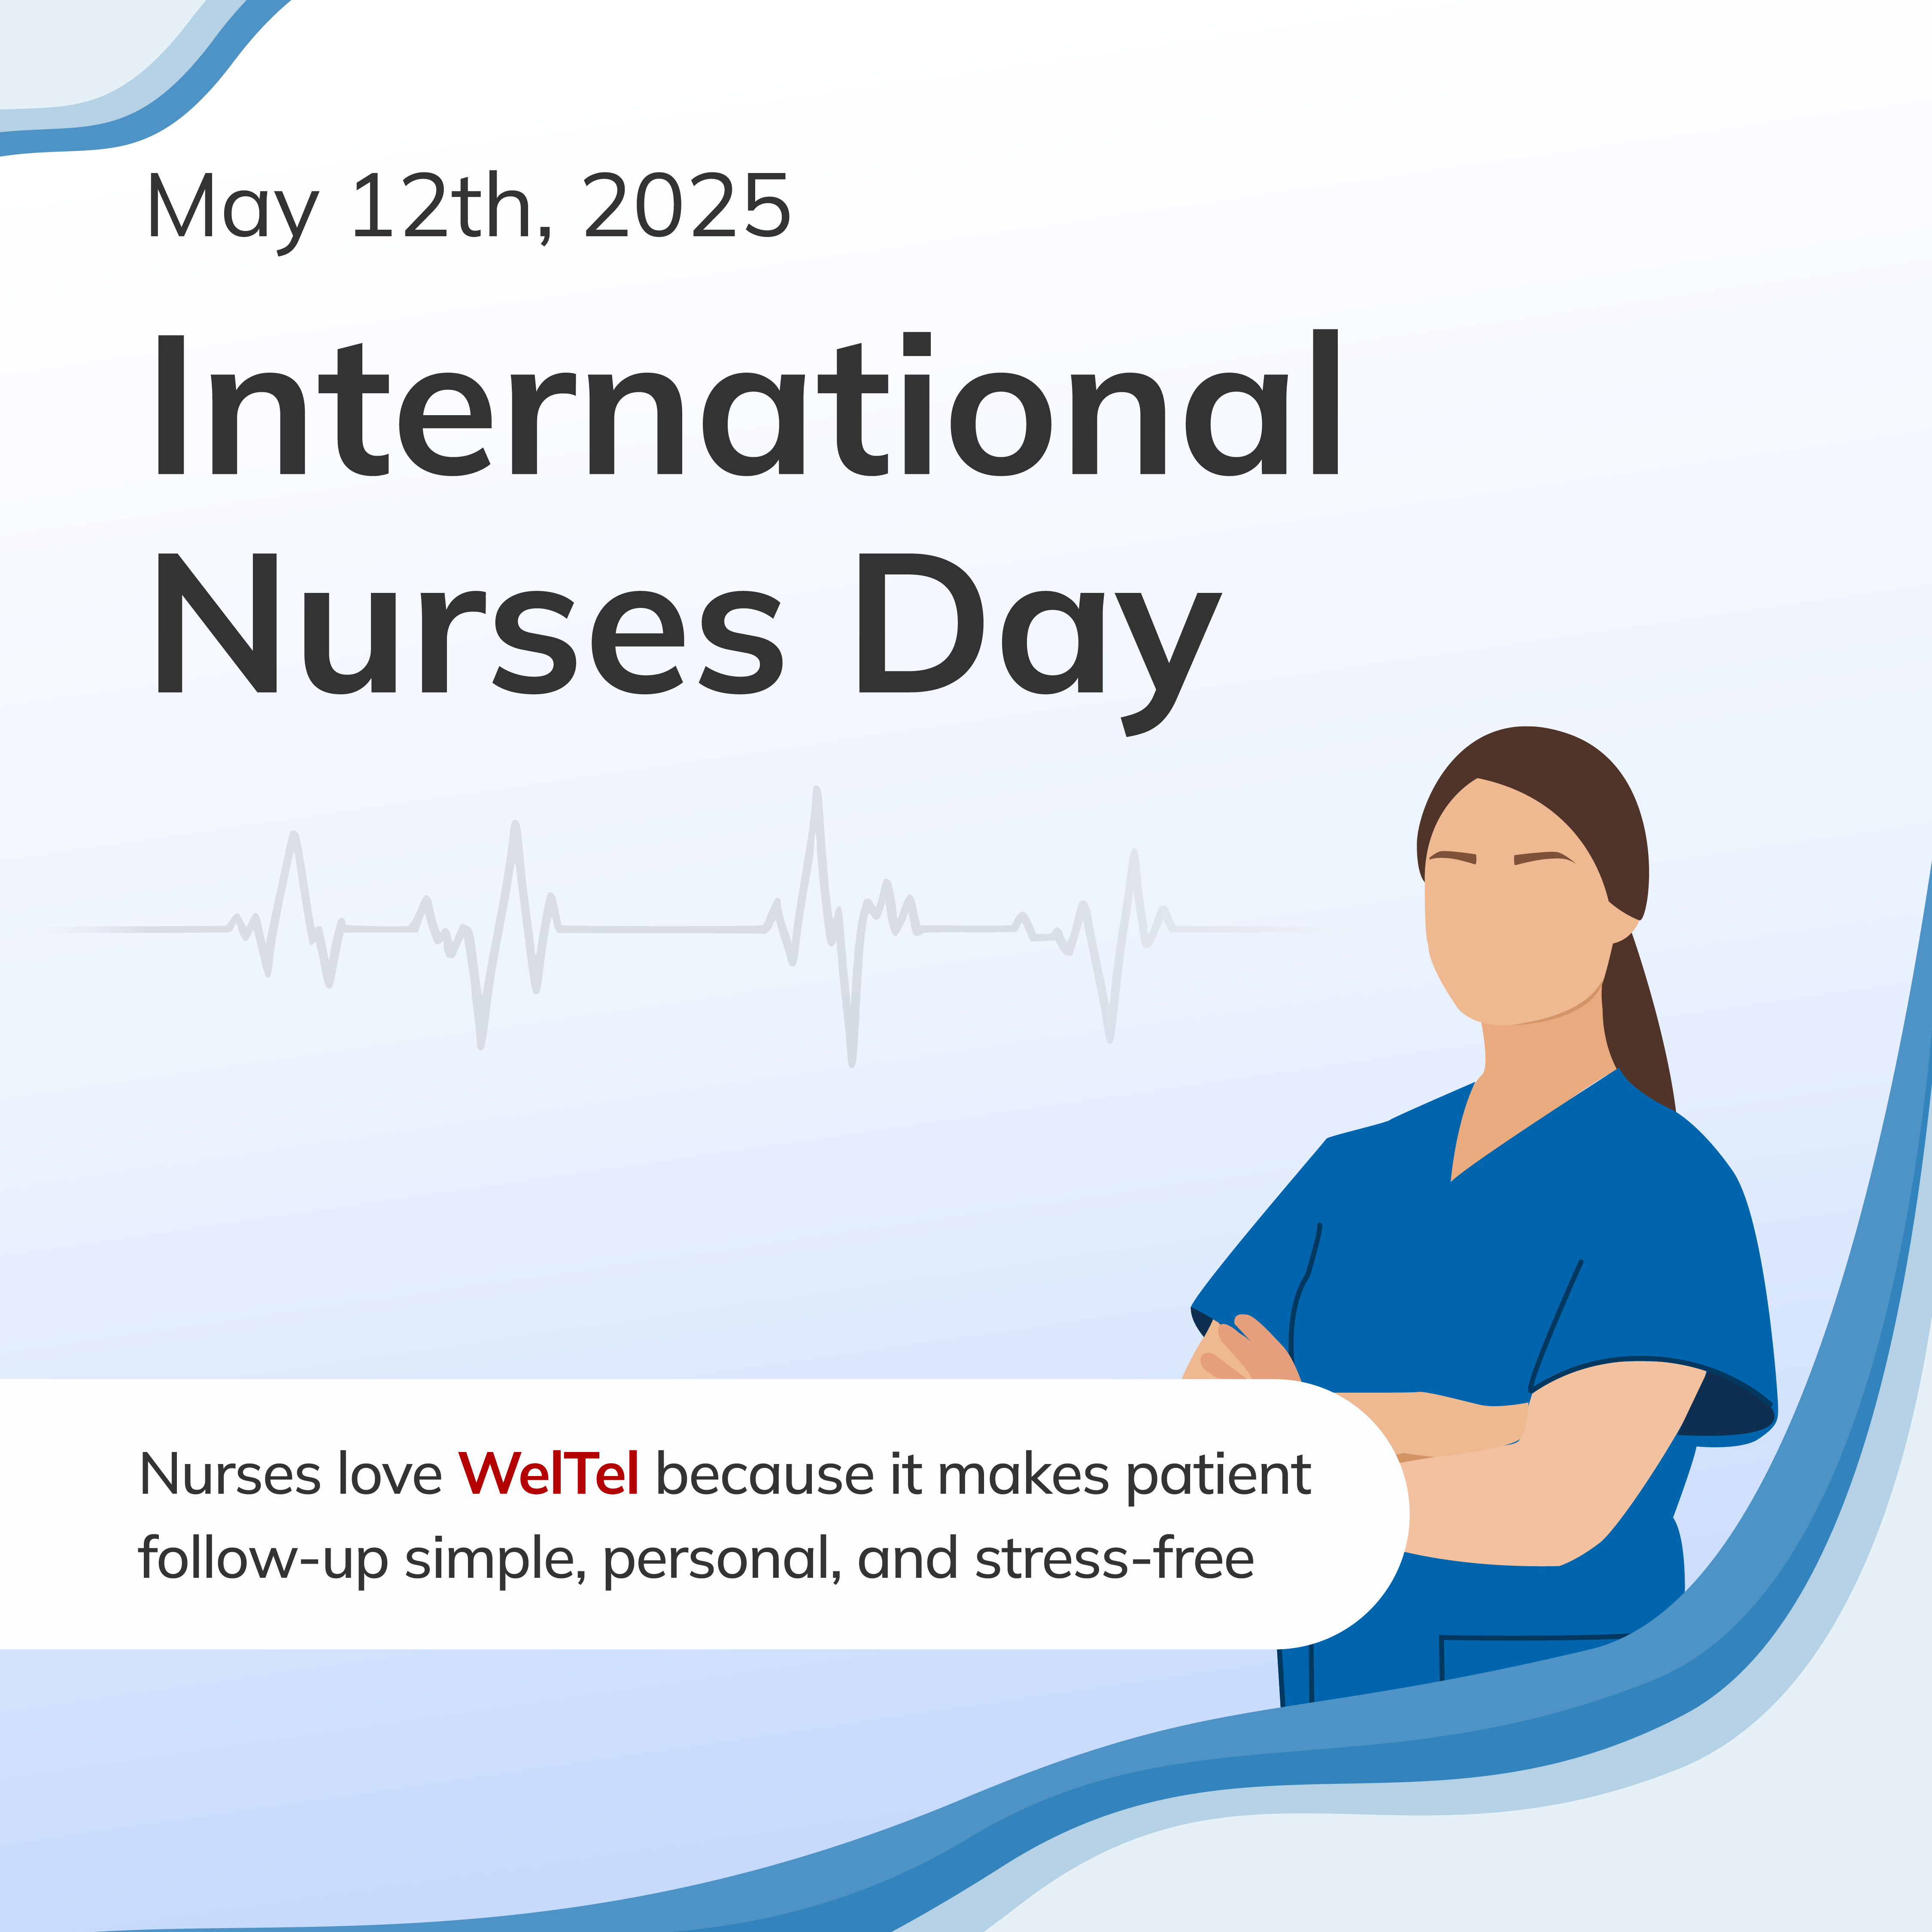 May 12th, 2025
International
Nurses Day
Nurses love WelTel because it makes patient
follow-up simple, personal, and stress-free